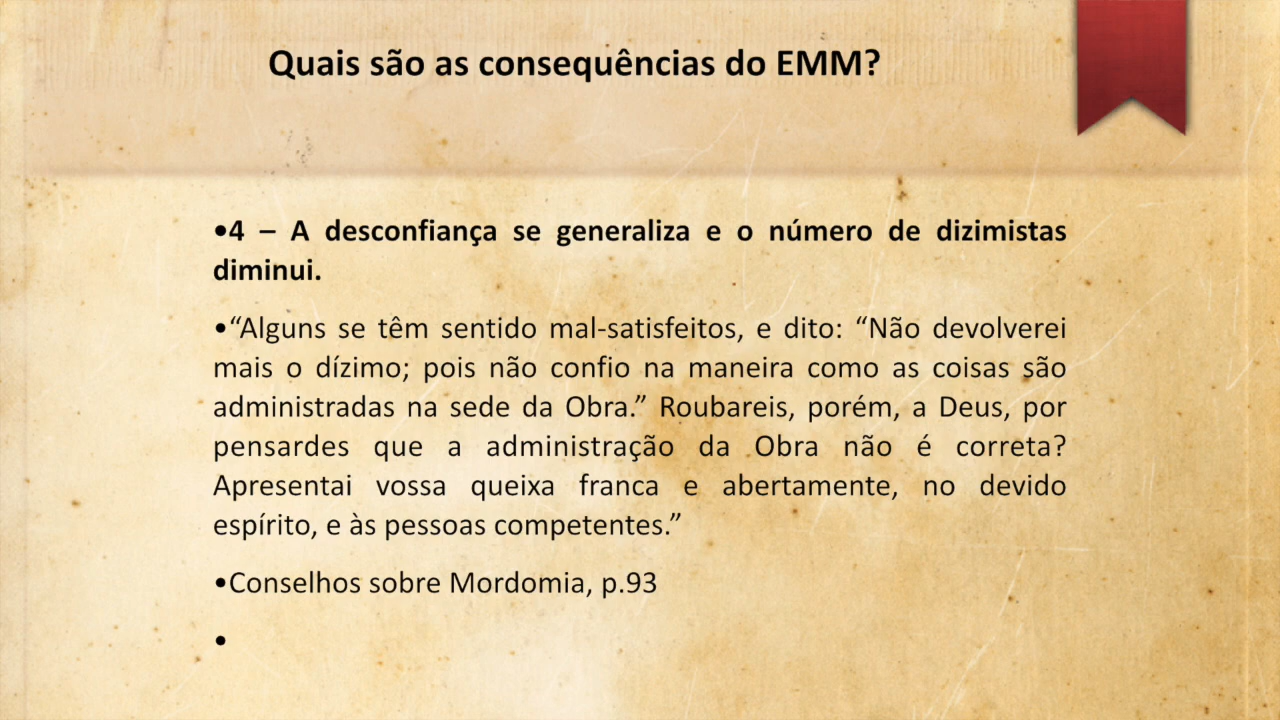 Quais são as consequências do EMM?
•4 – A desconfiança se generaliza e o número de dizimistas
diminui.
•“Alguns se têm sentido mal-satisfeitos, e dito: “Não devolverei
mais o dízimo; pois não confio na maneira como as coisas são
administradas na sede da Obra.” Roubareis, porém, a Deus, por
pensardes que a administração da Obra não é correta?
Apresentai vossa queixa franca e abertamente, no devido
espírito, e às pessoas competentes.”
•Conselhos sobre Mordomia, p.93
•